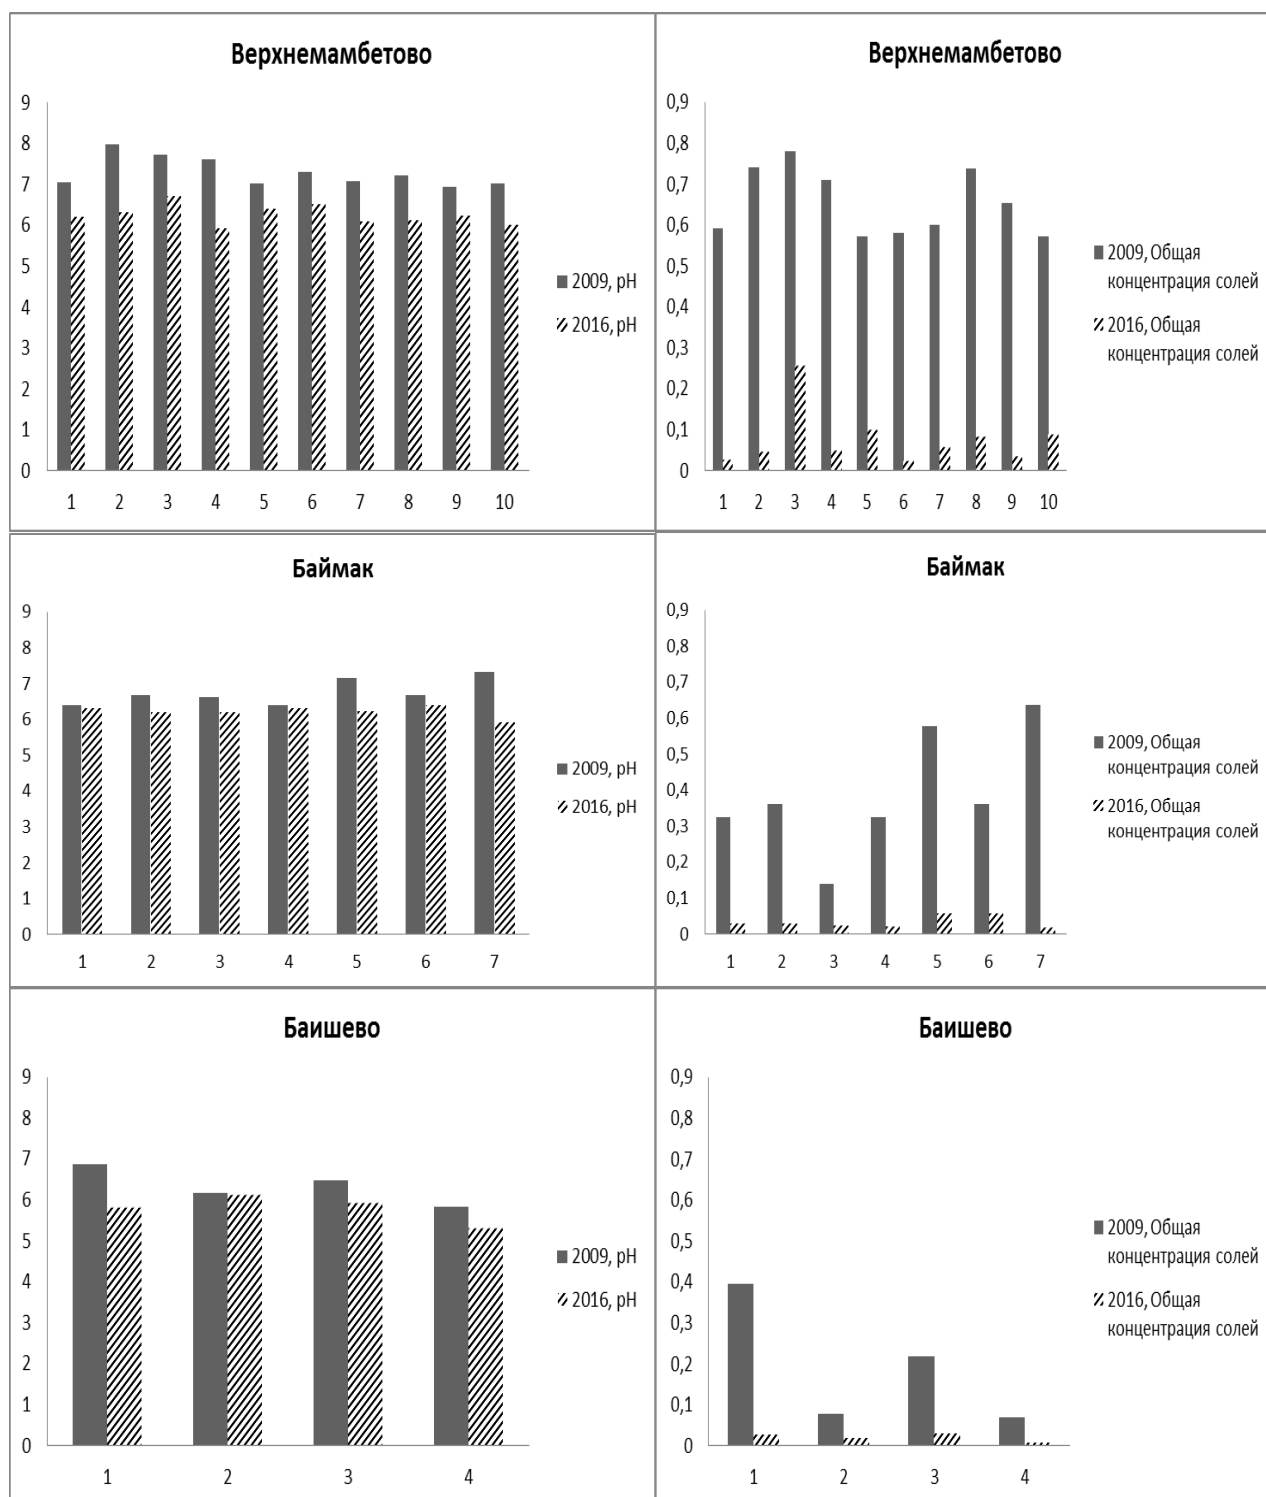 Верхнемамбетово
9
8
7
6
5
4
3
2
1
0
1 2 3 4 5 6 7 8 9 10
2009, pH
2016, pH
Верхнемамбетово
0,9
0,8
0,7
0,6
0,5
0,4
0,3
0,2
0,1
0
1 2 3 4 5 6 7 8 9 10
2009, Общая
концентрация солей
2016, Общая
концентрация солей
Баймак
9
8
7
6
5
4
3
2
1
0
1 2 3 4 5 6 7
2009, pH
2016, pH
Баймак
0,9
0,8
0,7
0,6
0,5
0,4
0,3
0,2
0,1
0
1 2 3 4 5 6 7
2009, Общая
концентрация солей
2016, Общая
концентрация солей
Баишево
9
8
7
6
5
4
3
2
1
0
1 2 3 4
2009, pH
2016, pH
Баишево
0,9
0,8
0,7
0,6
0,5
0,4
0,3
0,2
0,1
0
1 2 3 4
2009, Общая
концентрация солей
2016, Общая
концентрация солей